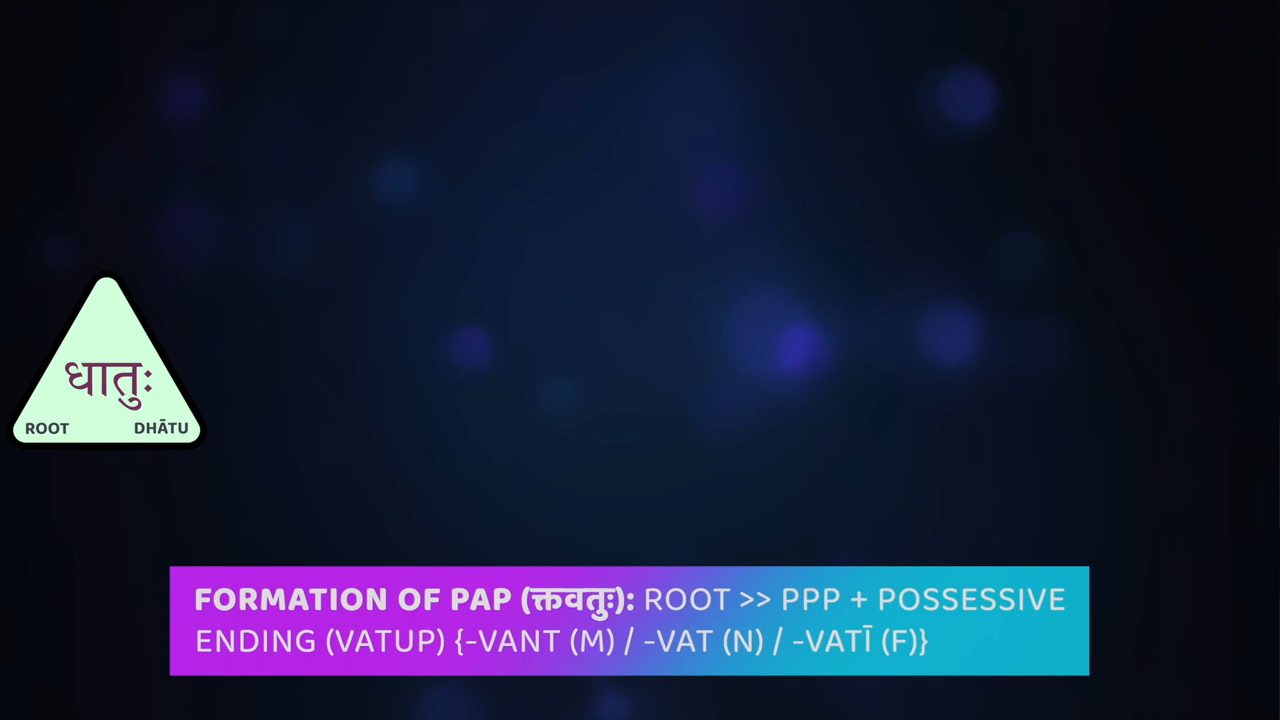 धातुः
ROOT DHĀTU
FORMATION OF PAP (क्तवतुः): ROOT >> PPP + POSSESSIVE
ENDING (VATUP) {-VANT (M) / -VAT (N) / -VATĪ (F)}